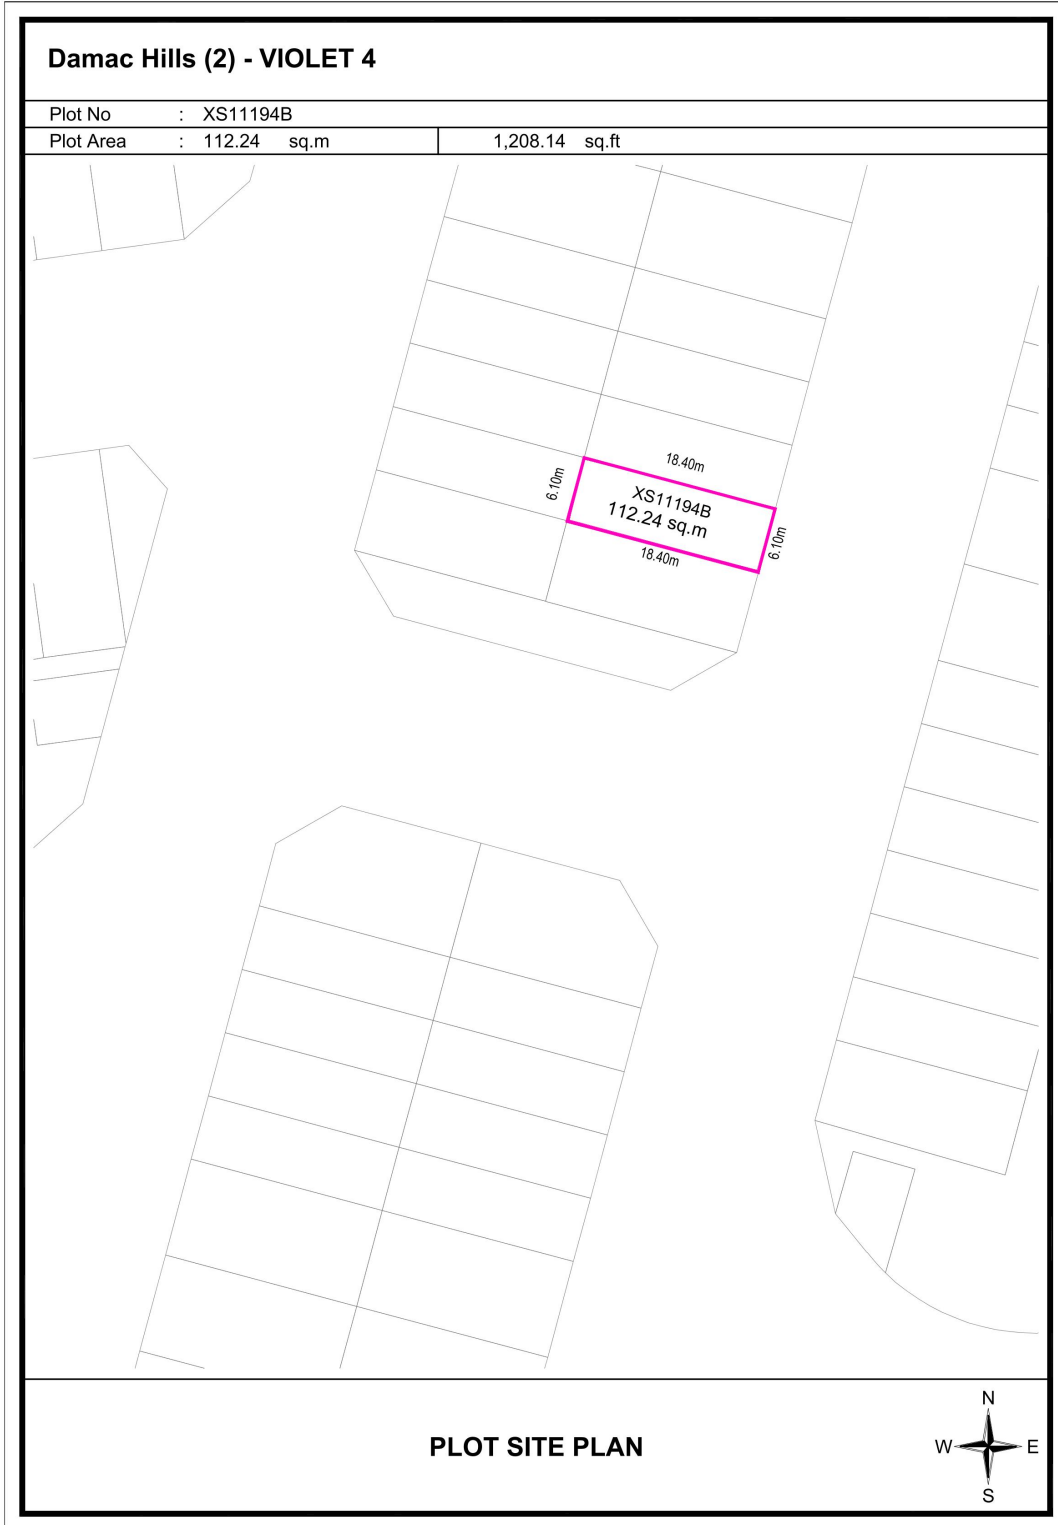 Damac Hills (2) - VIOLET 4
Plot No : XS11194B
Plot Area : 112.24 sq.m 1,208.14 sq.ft
18.40m
6.10m
XS11194B
112.24 sq.m
6.10m
18.40m
PLOT SITE PLAN
N
W E
S